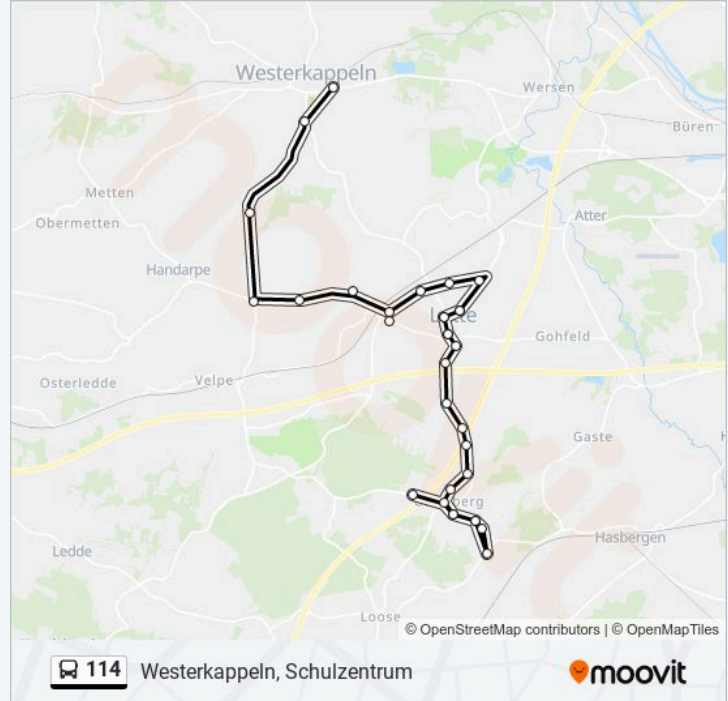 Westerkappeln
Wersen
Büren
Metten
Atter
Obermetten
Handarpe
Lotte
Gohfeld
Velpe
Osterledde
Gaste
Hasbergen
Ledde
Loose
© OpenStreetMap contributors | © OpenMapTiles
114 Westerkappeln, Schulzentrum
moovit